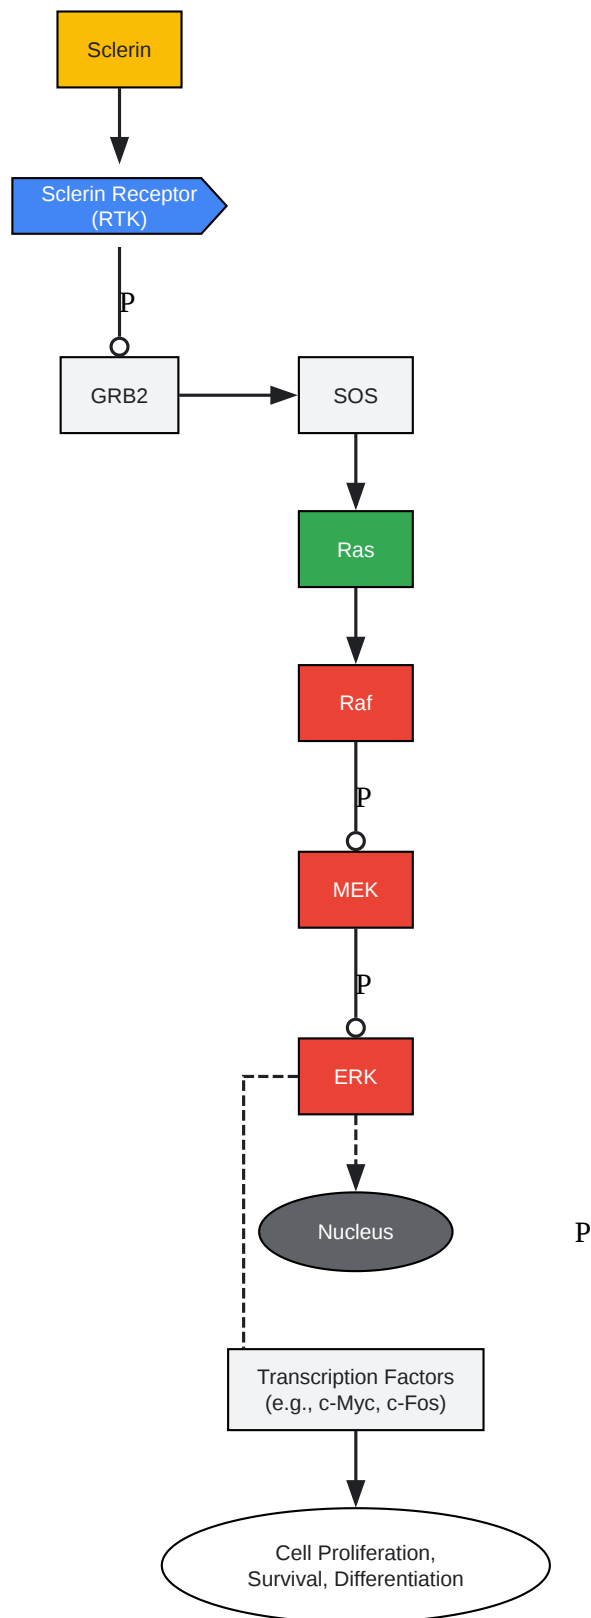 Sclerin
Sclerin Receptor
(RTK)
P
GRB2
SOS
Ras
Raf
P
MEK
P
ERK
Nucleus
P
Transcription Factors
(e.g., c-Myc, c-Fos)
Cell Proliferation,
Survival, Differentiation